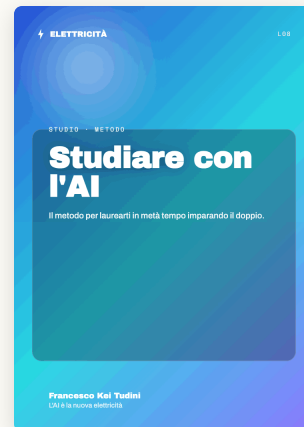 ELETTRICITÀ
LOG
STUDIO · METODO
Studiare con
l'AI
Il metodo per laurearti in metà tempo imparando il doppio.
Francesco Kei Tudini
L'AI è la nuova elettricità